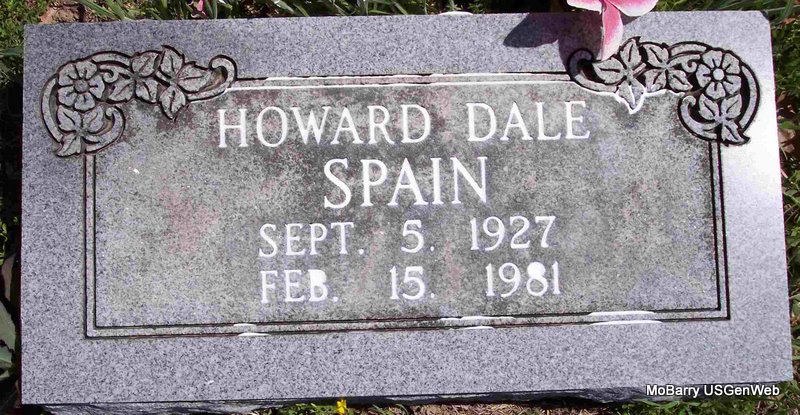 HOWARD DALE
SPAIN
SEPT. 5. 1927
FEB. 15. 1981
MoBarry USGenWeb